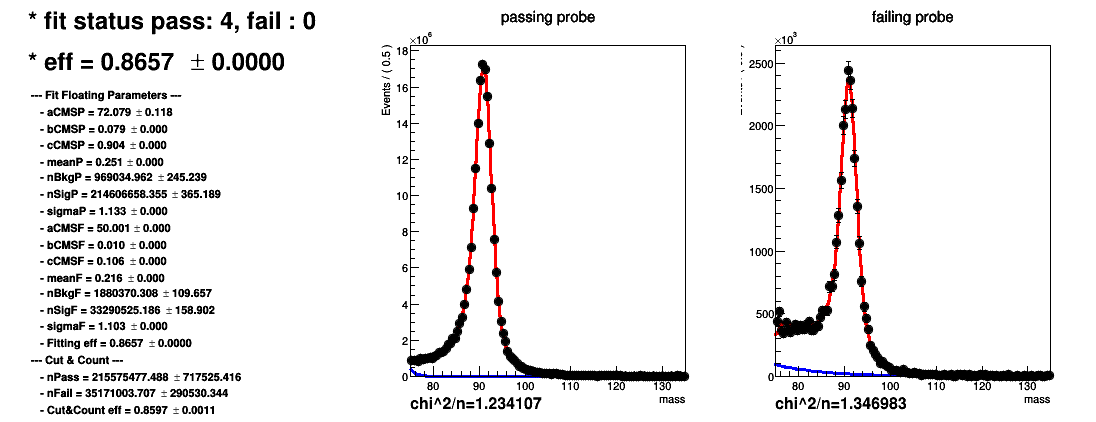 * fit status pass: 4, fail : 0
* eff = 0.8657 ± 0.0000
--- Fit Floating Parameters ---
- aCMSP = 72.079 ± 0.118
- bCMSP = 0.079 ± 0.000
- cCMSP = 0.904 ± 0.000
- meanP = 0.251 ± 0.000
- nBkgP = 969034.962 ± 245.239
- nSigP = 214606658.355 ± 365.189
- sigmaP = 1.133 ± 0.000
- aCMSF = 50.001 ± 0.000
- bCMSF = 0.010 ± 0.000
- cCMSF = 0.106 ± 0.000
- meanF = 0.216 ± 0.000
- nBkgF = 1880370.308 ± 109.657
- nSigF = 33290525.186 ± 158.902
- sigmaF = 1.103 ± 0.000
- Fitting eff = 0.8657 ± 0.0000
--- Cut & Count ---
- nPass = 215575477.488 ± 717525.416
- nFail = 35171003.707 ± 290530.344
- Cut&Count eff = 0.8597 ± 0.0011
passing probe
×10⁶
Events / ( 0.5 )
18
16
14
12
10
8
6
4
2
0
80 90 100 110 120 130
mass
chi^2/n=1.234107
failing probe
×10³
2500
2000
1500
1000
500
0
80 90 100 110 120 130
mass
chi^2/n=1.346983